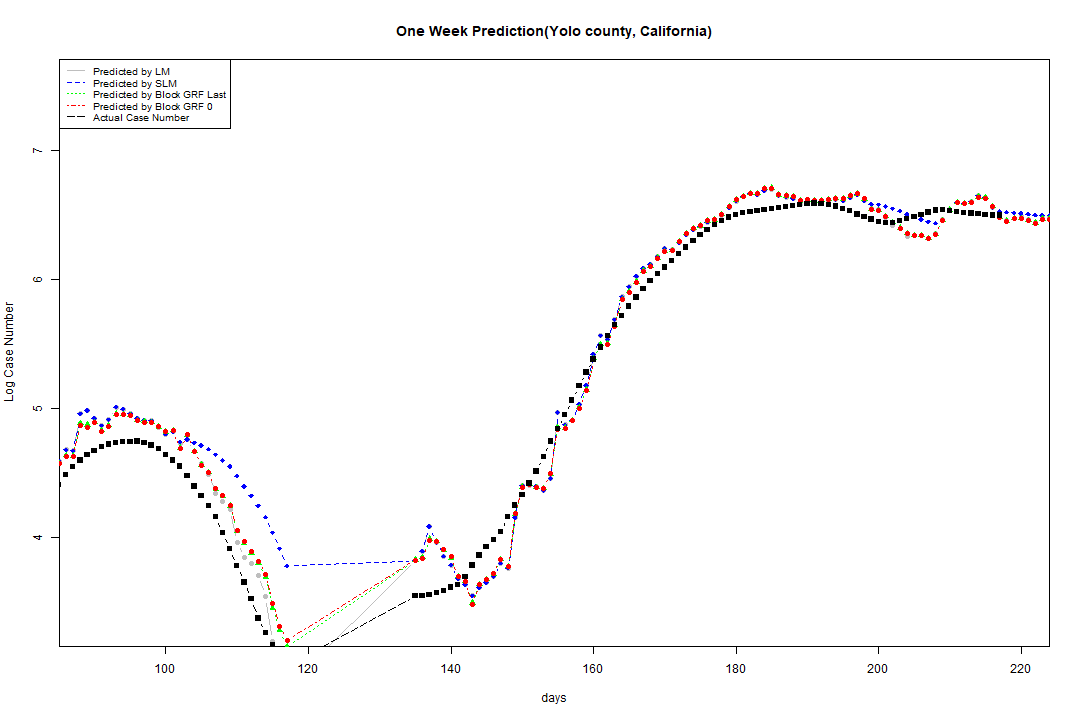 One Week Prediction(Yolo county, California)
Predicted by LM
Predicted by SLM
Predicted by Block GRF Last
Predicted by Block GRF 0
Actual Case Number
7
6
5
4
Log Case Number
100 120 140 160 180 200 220
days